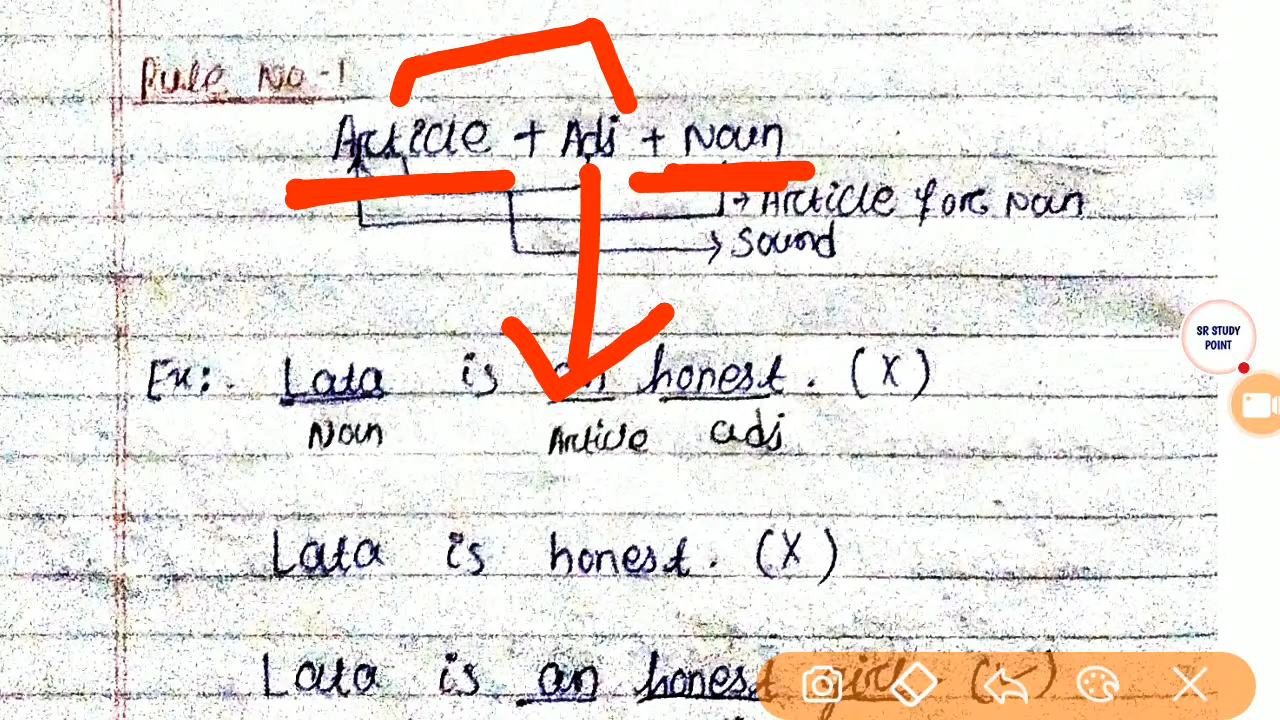 Rule No-1
Article + Adj + Noun
→ Article for Noun
Sound
SR STUDY
POINT
Ex:- Lata is an honest. (X)
Noun Article adj
Lata is honest. (X)
Lata is an honest girl. (✓)